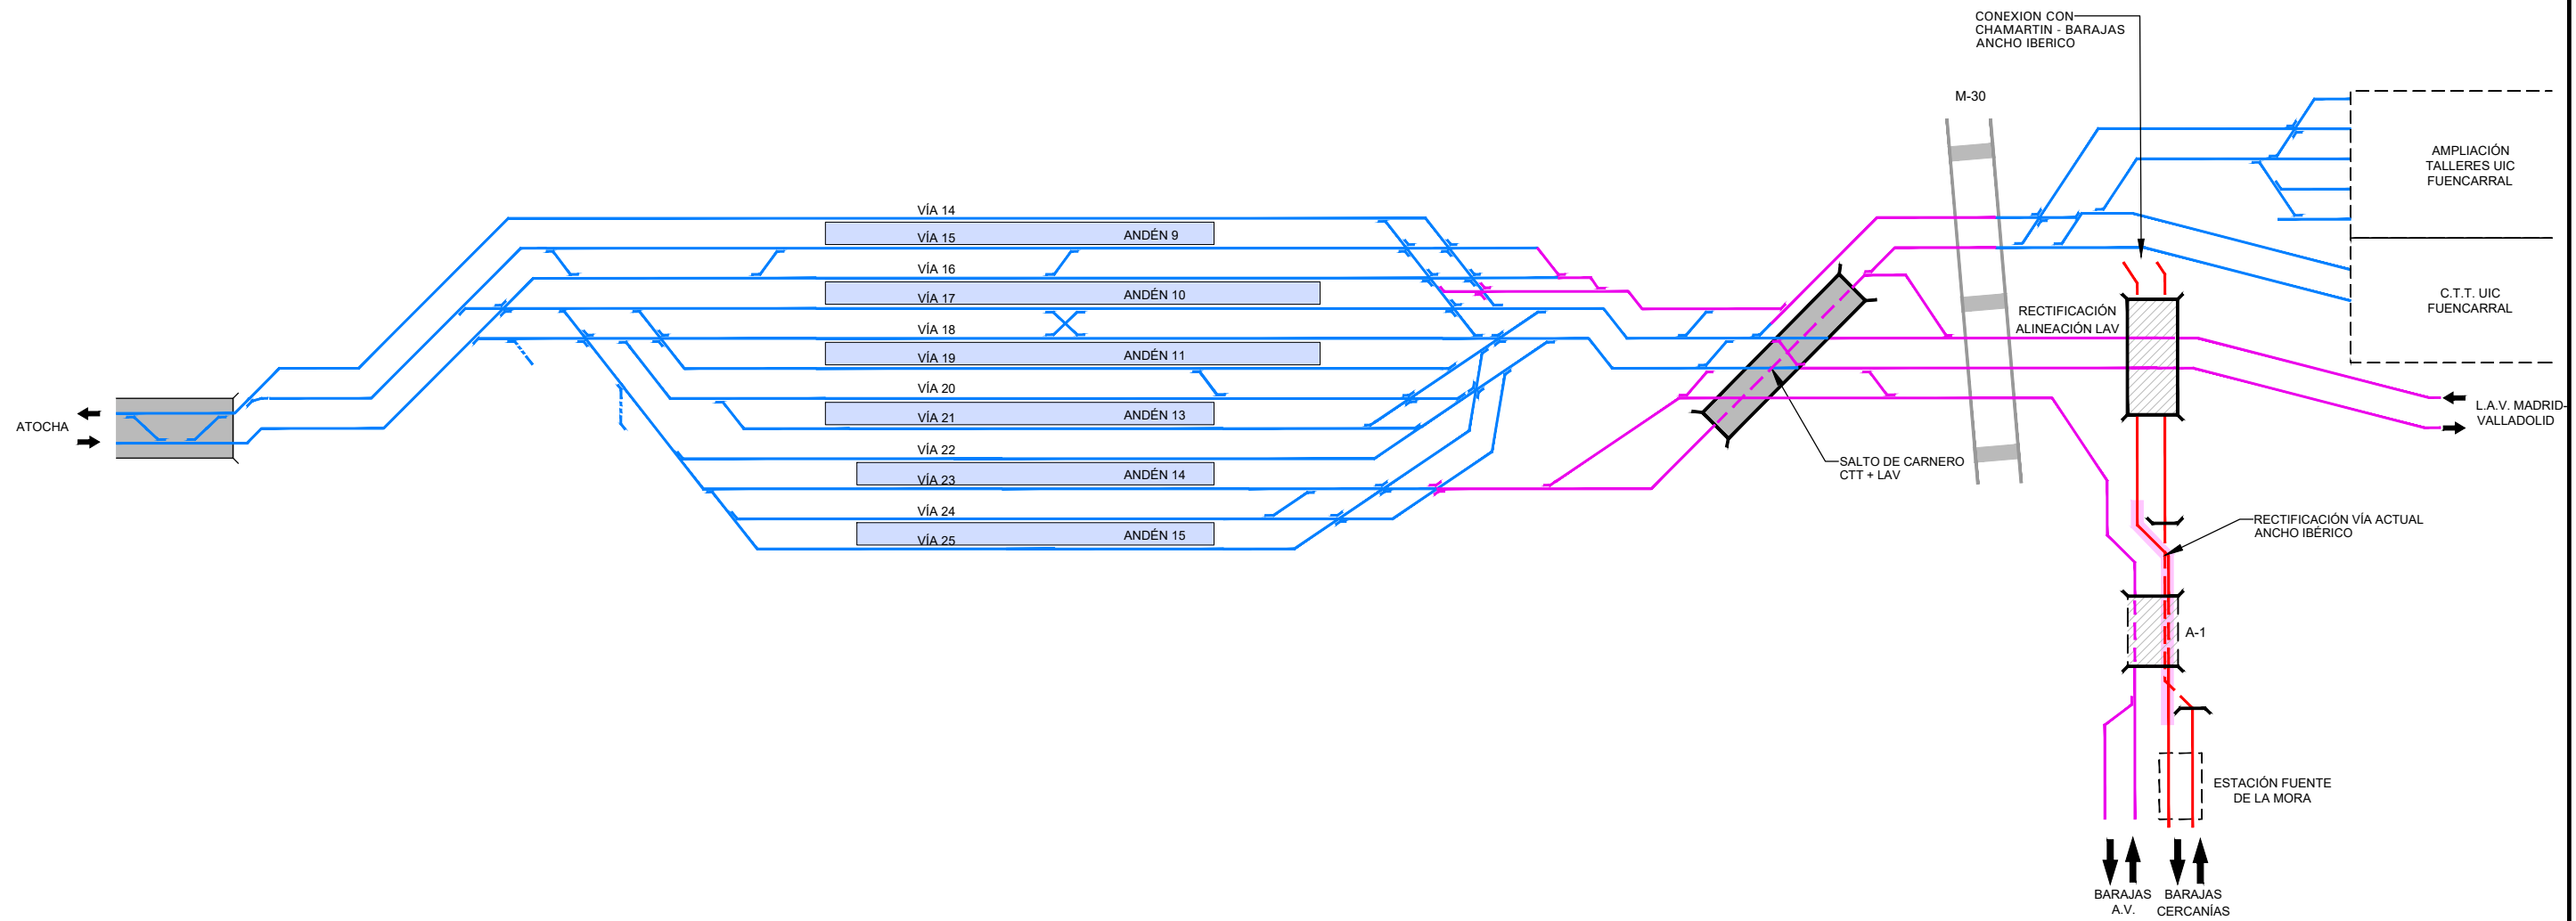 CONEXION CON
CHAMARTIN - BARAJAS
ANCHO IBERICO
M-30
AMPLIACIÓN
TALLERES UIC
FUENCARRAL
VÍA 14
VÍA 15
ANDÉN 9
VÍA 16
VÍA 17
ANDÉN 10
VÍA 18
VÍA 19
ANDÉN 11
VÍA 20
VÍA 21
ANDÉN 13
VÍA 22
VÍA 23
ANDÉN 14
VÍA 24
VÍA 25
ANDÉN 15
ATOCHA
RECTIFICACIÓN
ALINEACIÓN LAV
C.T.T. UIC
FUENCARRAL
L.A.V. MADRID-
VALLADOLID
SALTO DE CARNERO
CTT + LAV
RECTIFICACIÓN VÍA ACTUAL
ANCHO IBÉRICO
A-1
ESTACIÓN FUENTE
DE LA MORA
BARAJAS
A.V.
BARAJAS
CERCANÍAS